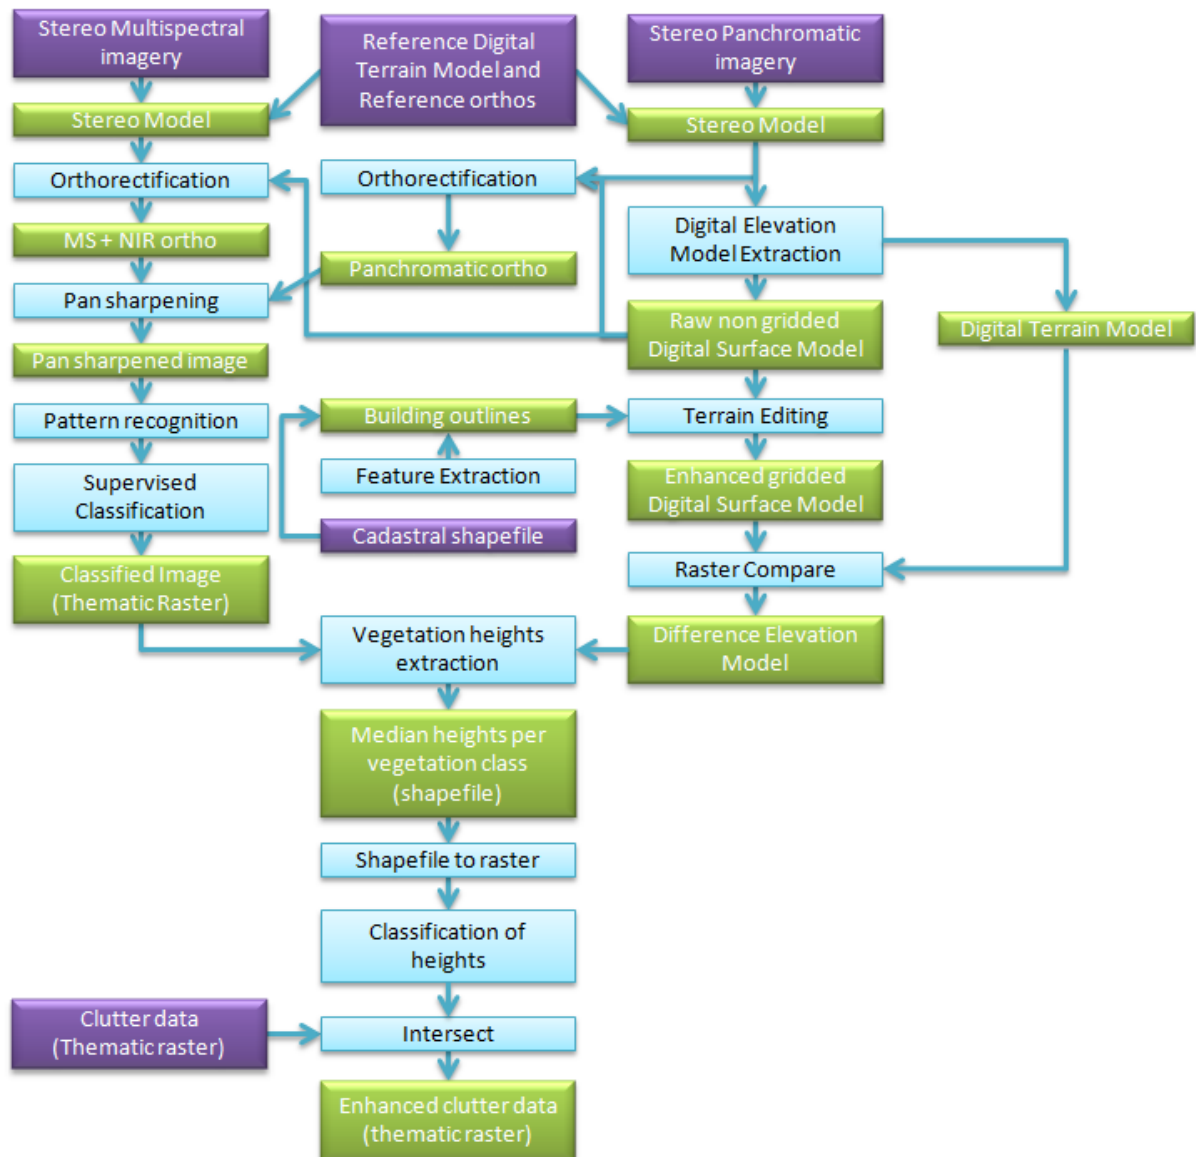 Stereo Multispectral
imagery
Reference Digital
Terrain Model and
Reference orthos
Stereo Panchromatic
imagery
Stereo Model
Stereo Model
Orthorectification
Orthorectification
MS + NIR ortho
Digital Elevation
Model Extraction
Panchromatic ortho
Pan sharpening
Raw non gridded
Digital Surface Model
Digital Terrain Model
Pan sharpened image
Pattern recognition
Building outlines
Terrain Editing
Feature Extraction
Supervised
Classification
Enhanced gridded
Digital Surface Model
Cadastral shapefile
Classified Image
(Thematic Raster)
Raster Compare
Vegetation heights
extraction
Difference Elevation
Model
Median heights per
vegetation class
(shapefile)
Shapefile to raster
Classification of
heights
Clutter data
(Thematic raster)
Intersect
Enhanced clutter data
(thematic raster)